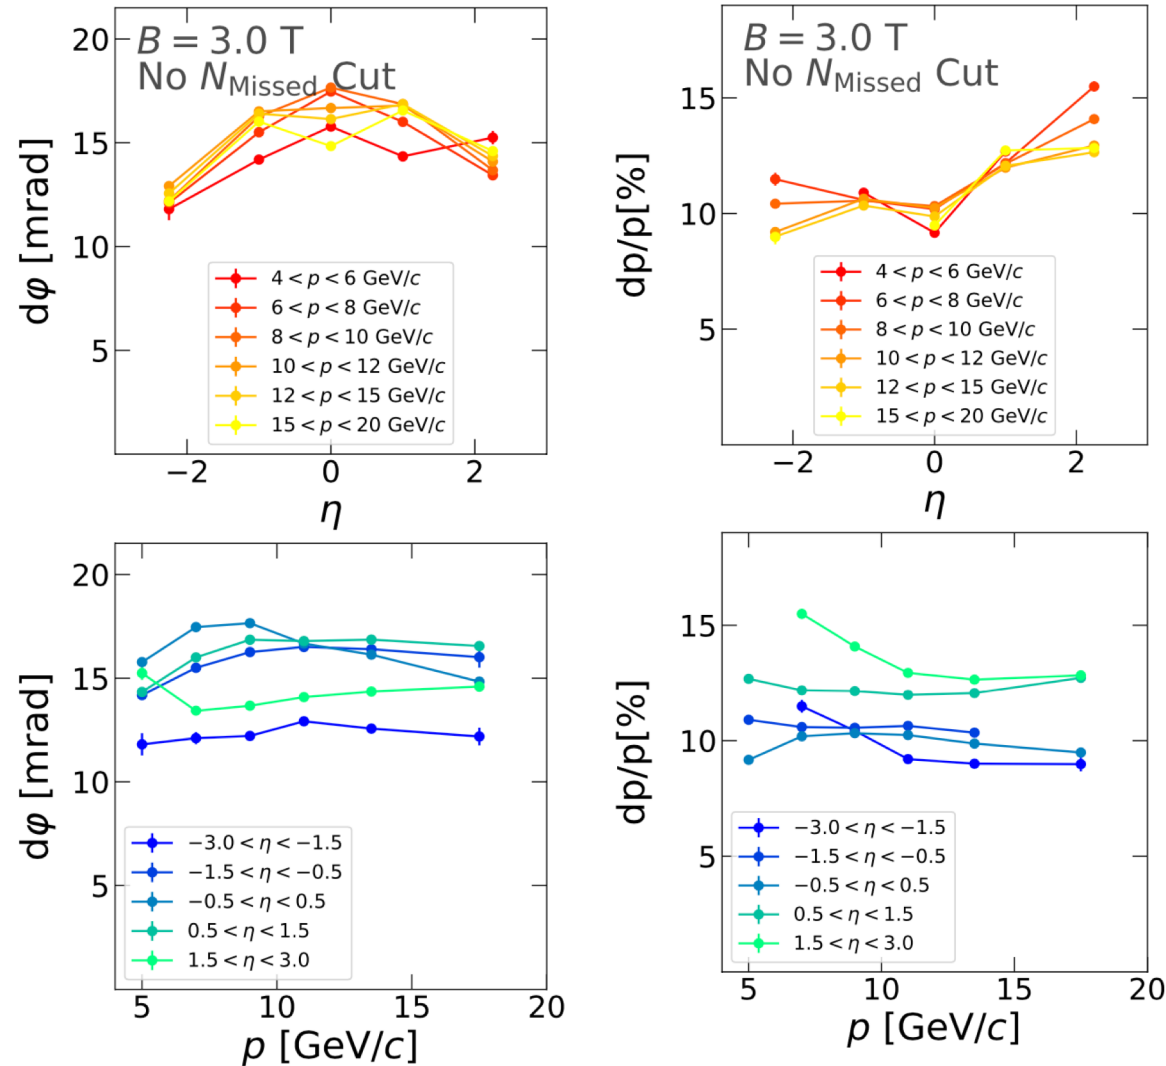 B = 3.0 T
No N_Missed Cut
20
15
10
5
dφ [mrad]
4 < p < 6 GeV/c
6 < p < 8 GeV/c
8 < p < 10 GeV/c
10 < p < 12 GeV/c
12 < p < 15 GeV/c
15 < p < 20 GeV/c
−2 0 2
η
B = 3.0 T
No N_Missed Cut
15
10
5
dp/p[%]
4 < p < 6 GeV/c
6 < p < 8 GeV/c
8 < p < 10 GeV/c
10 < p < 12 GeV/c
12 < p < 15 GeV/c
15 < p < 20 GeV/c
−2 0 2
η
20
15
10
5
dφ [mrad]
−3.0 < η < −1.5
−1.5 < η < −0.5
−0.5 < η < 0.5
0.5 < η < 1.5
1.5 < η < 3.0
5 10 15 20
p [GeV/c]
15
10
5
dp/p[%]
−3.0 < η < −1.5
−1.5 < η < −0.5
−0.5 < η < 0.5
0.5 < η < 1.5
1.5 < η < 3.0
5 10 15 20
p [GeV/c]